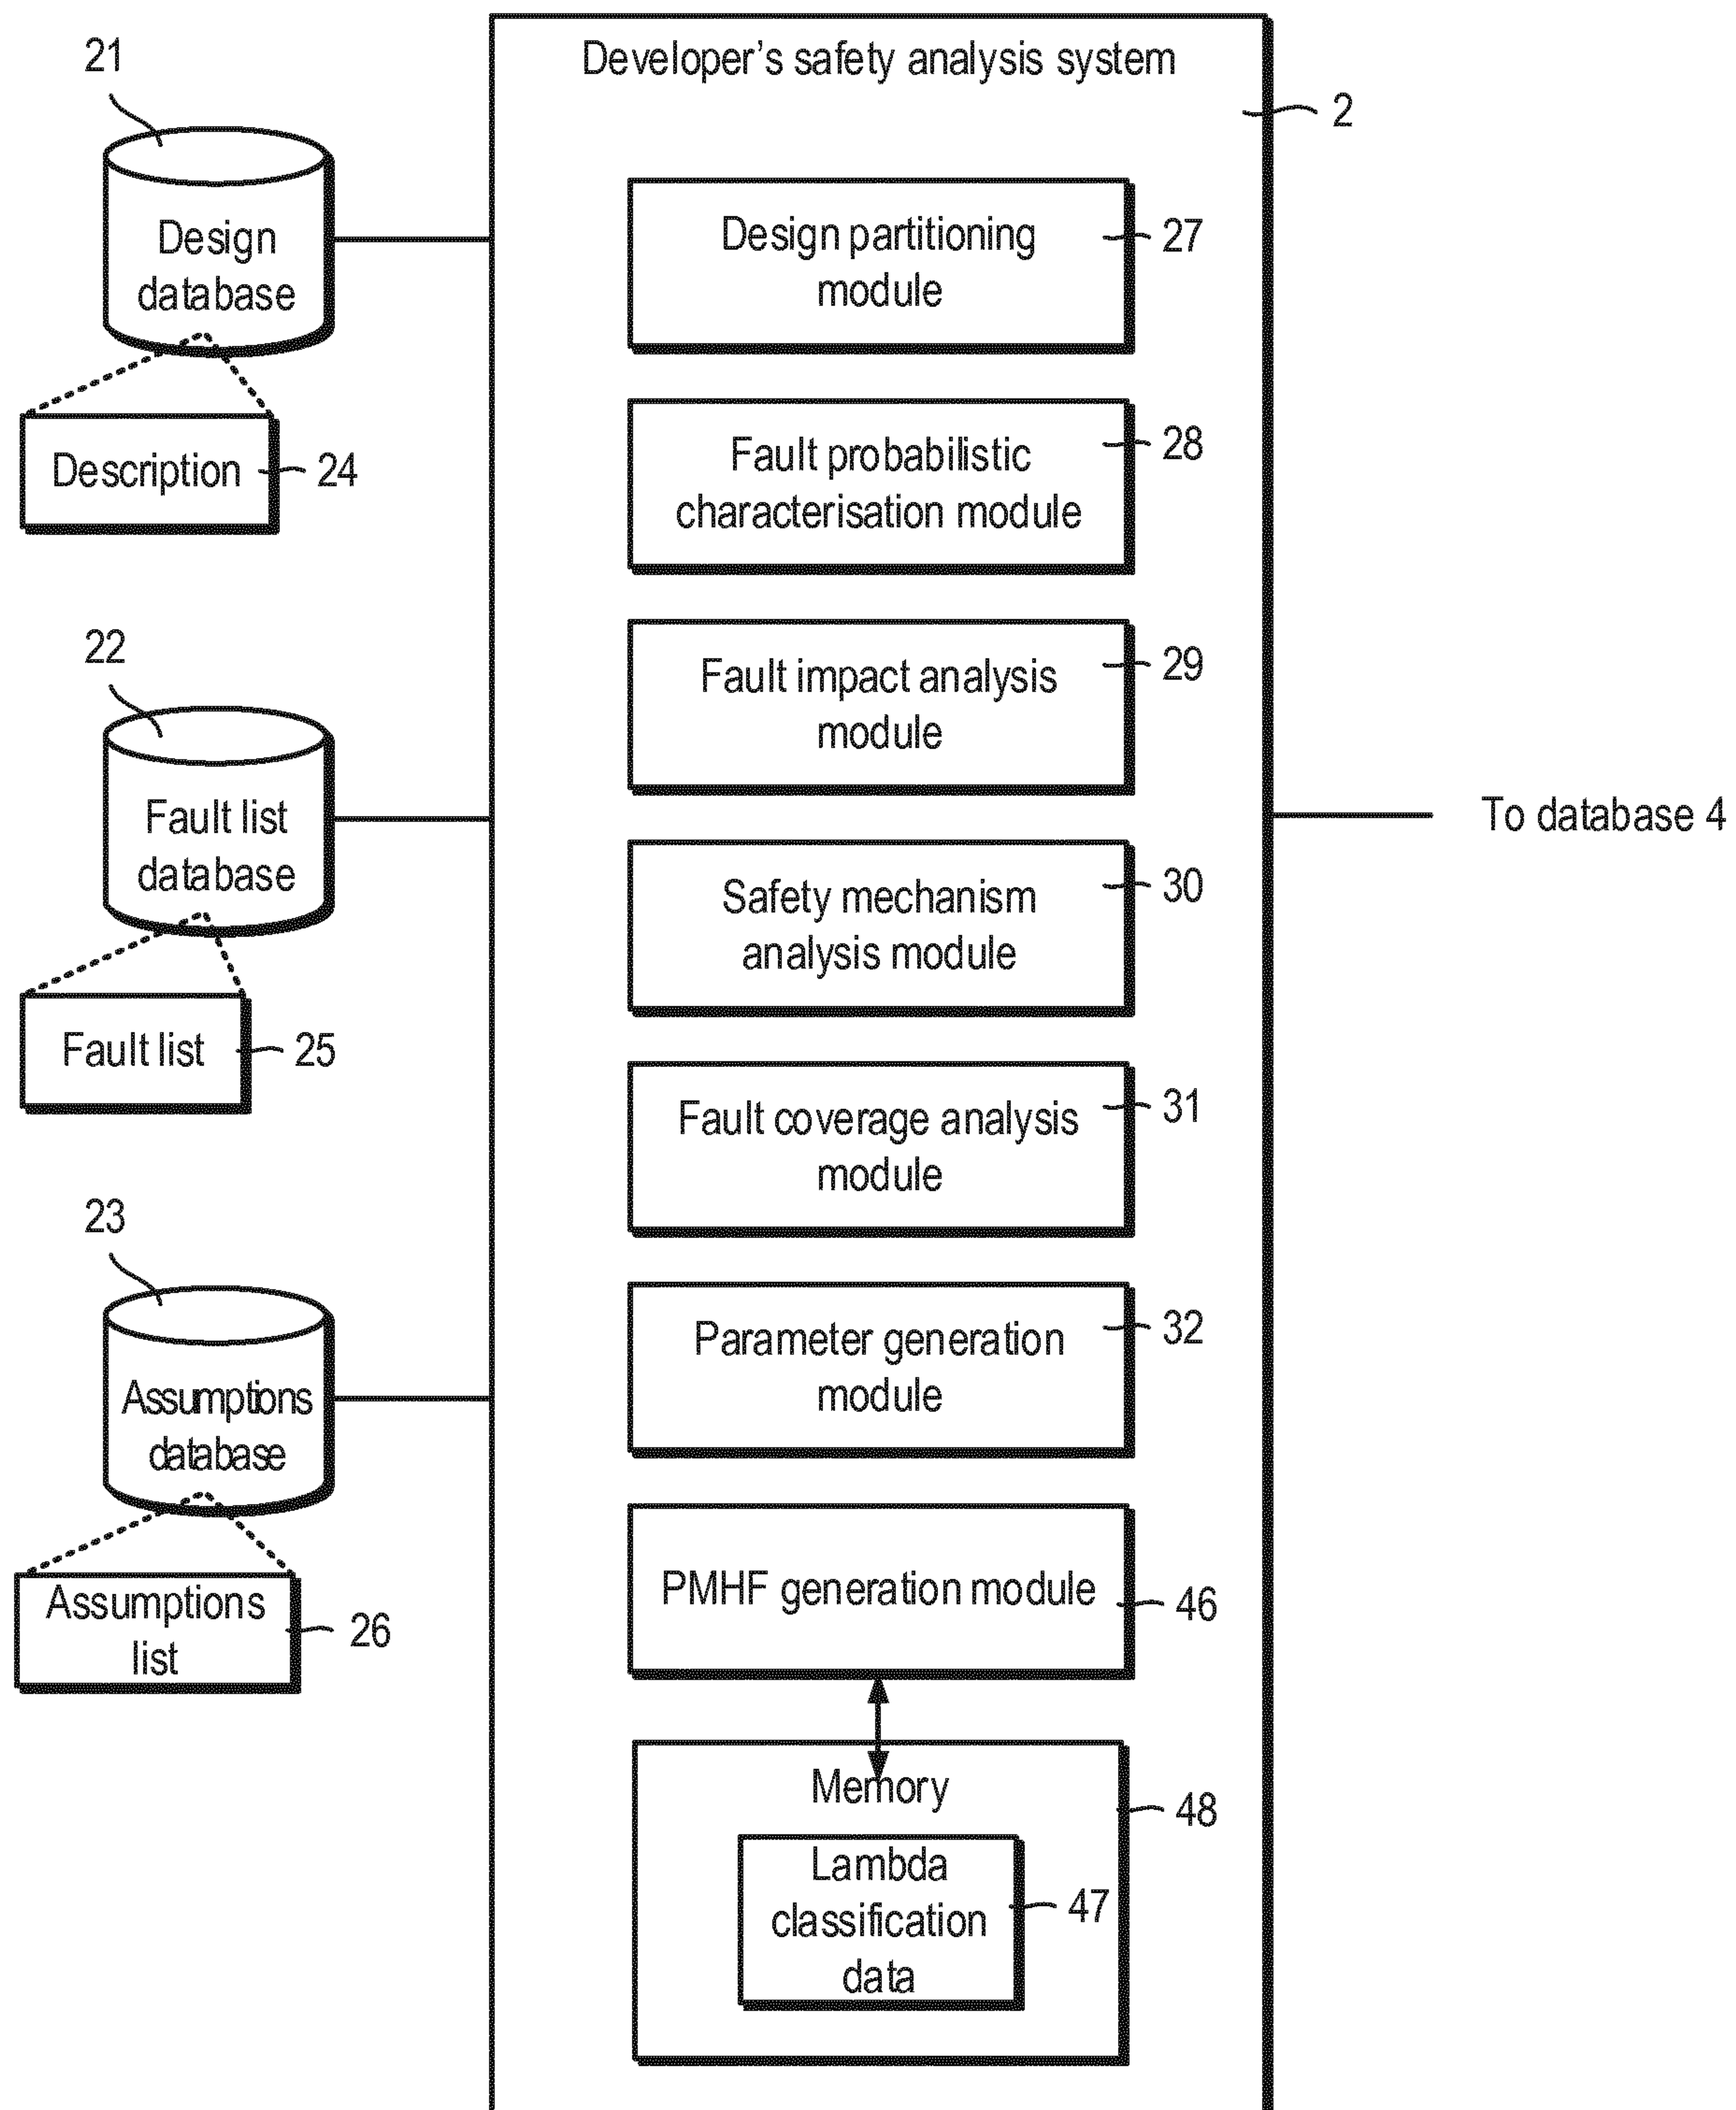 Developer's safety analysis system
2
21
Design
database
Description
24
22
Fault list
database
Fault list
25
23
Assumptions
database
Assumptions
list
26
Design partitioning
module
27
Fault probabilistic
characterisation module
28
Fault impact analysis
module
29
Safety mechanism
analysis module
30
Fault coverage analysis
module
31
Parameter generation
module
32
PMHF generation module
46
Memory
48
Lambda
classification
data
47
To database 4